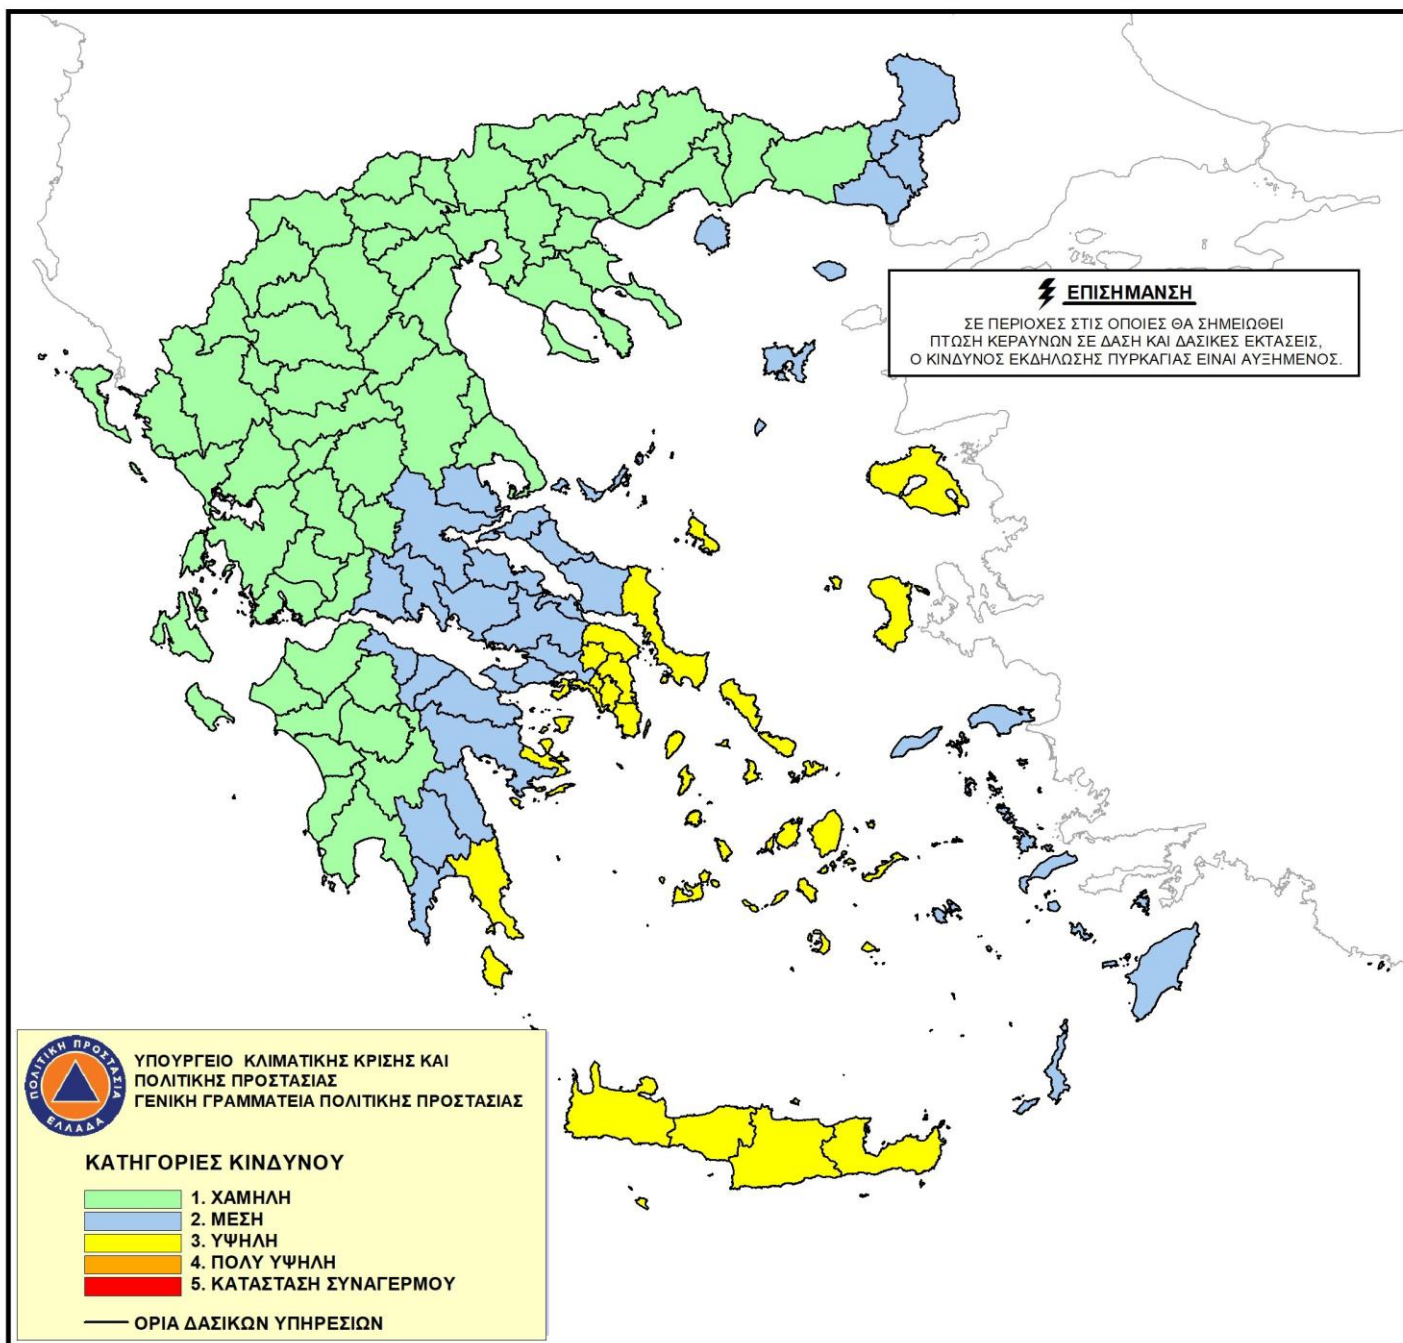 ΕΠΙΣΗΜΑΝΣΗ
ΣΕ ΠΕΡΙΟΧΕΣ ΣΤΙΣ ΟΠΟΙΕΣ ΘΑ ΣΗΜΕΙΩΘΕΙ
ΠΤΩΣΗ ΚΕΡΑΥΝΩΝ ΣΕ ΔΑΣΗ ΚΑΙ ΔΑΣΙΚΕΣ ΕΚΤΑΣΕΙΣ,
Ο ΚΙΝΔΥΝΟΣ ΕΚΔΗΛΩΣΗΣ ΠΥΡΚΑΓΙΑΣ ΕΙΝΑΙ ΑΥΞΗΜΕΝΟΣ.
ΠΟΛΙΤΙΚΗ ΠΡΟΣΤΑΣΙΑ
ΕΛΛΑΔΑ
ΥΠΟΥΡΓΕΙΟ ΚΛΙΜΑΤΙΚΗΣ ΚΡΙΣΗΣ ΚΑΙ
ΠΟΛΙΤΙΚΗΣ ΠΡΟΣΤΑΣΙΑΣ
ΓΕΝΙΚΗ ΓΡΑΜΜΑΤΕΙΑ ΠΟΛΙΤΙΚΗΣ ΠΡΟΣΤΑΣΙΑΣ
ΚΑΤΗΓΟΡΙΕΣ ΚΙΝΔΥΝΟΥ
1. ΧΑΜΗΛΗ
2. ΜΕΣΗ
3. ΥΨΗΛΗ
4. ΠΟΛΥ ΥΨΗΛΗ
5. ΚΑΤΑΣΤΑΣΗ ΣΥΝΑΓΕΡΜΟΥ
ΟΡΙΑ ΔΑΣΙΚΩΝ ΥΠΗΡΕΣΙΩΝ